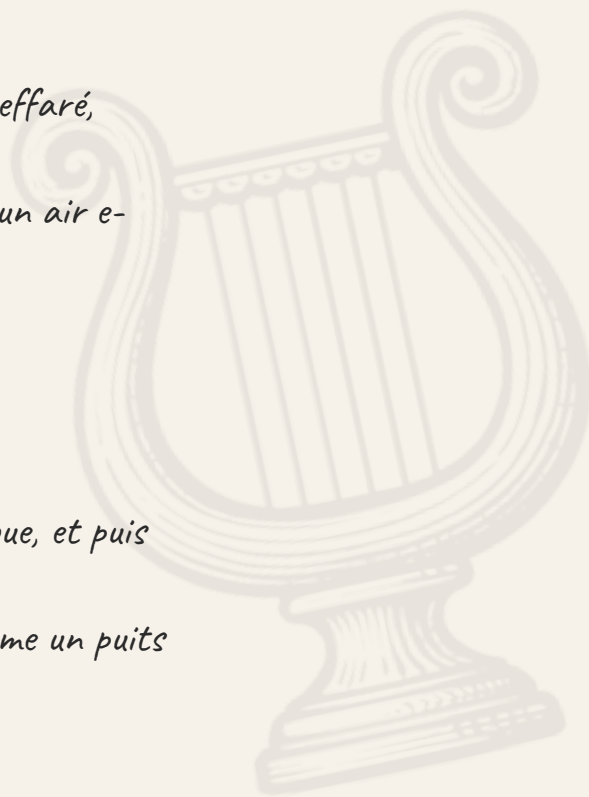 effaré,
un air e-
ue, et puis
me un puits